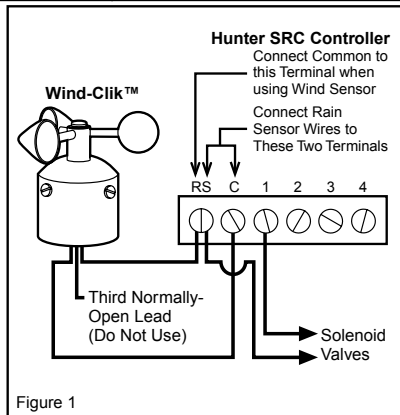 Hunter SRC Controller
Connect Common to
this Terminal when
using Wind Sensor
Wind-Clik™
Connect Rain
Sensor Wires to
These Two Terminals
RS C 1 2 3 4
Third Normally-
Open Lead
(Do Not Use)
Solenoid
Valves
Figure 1